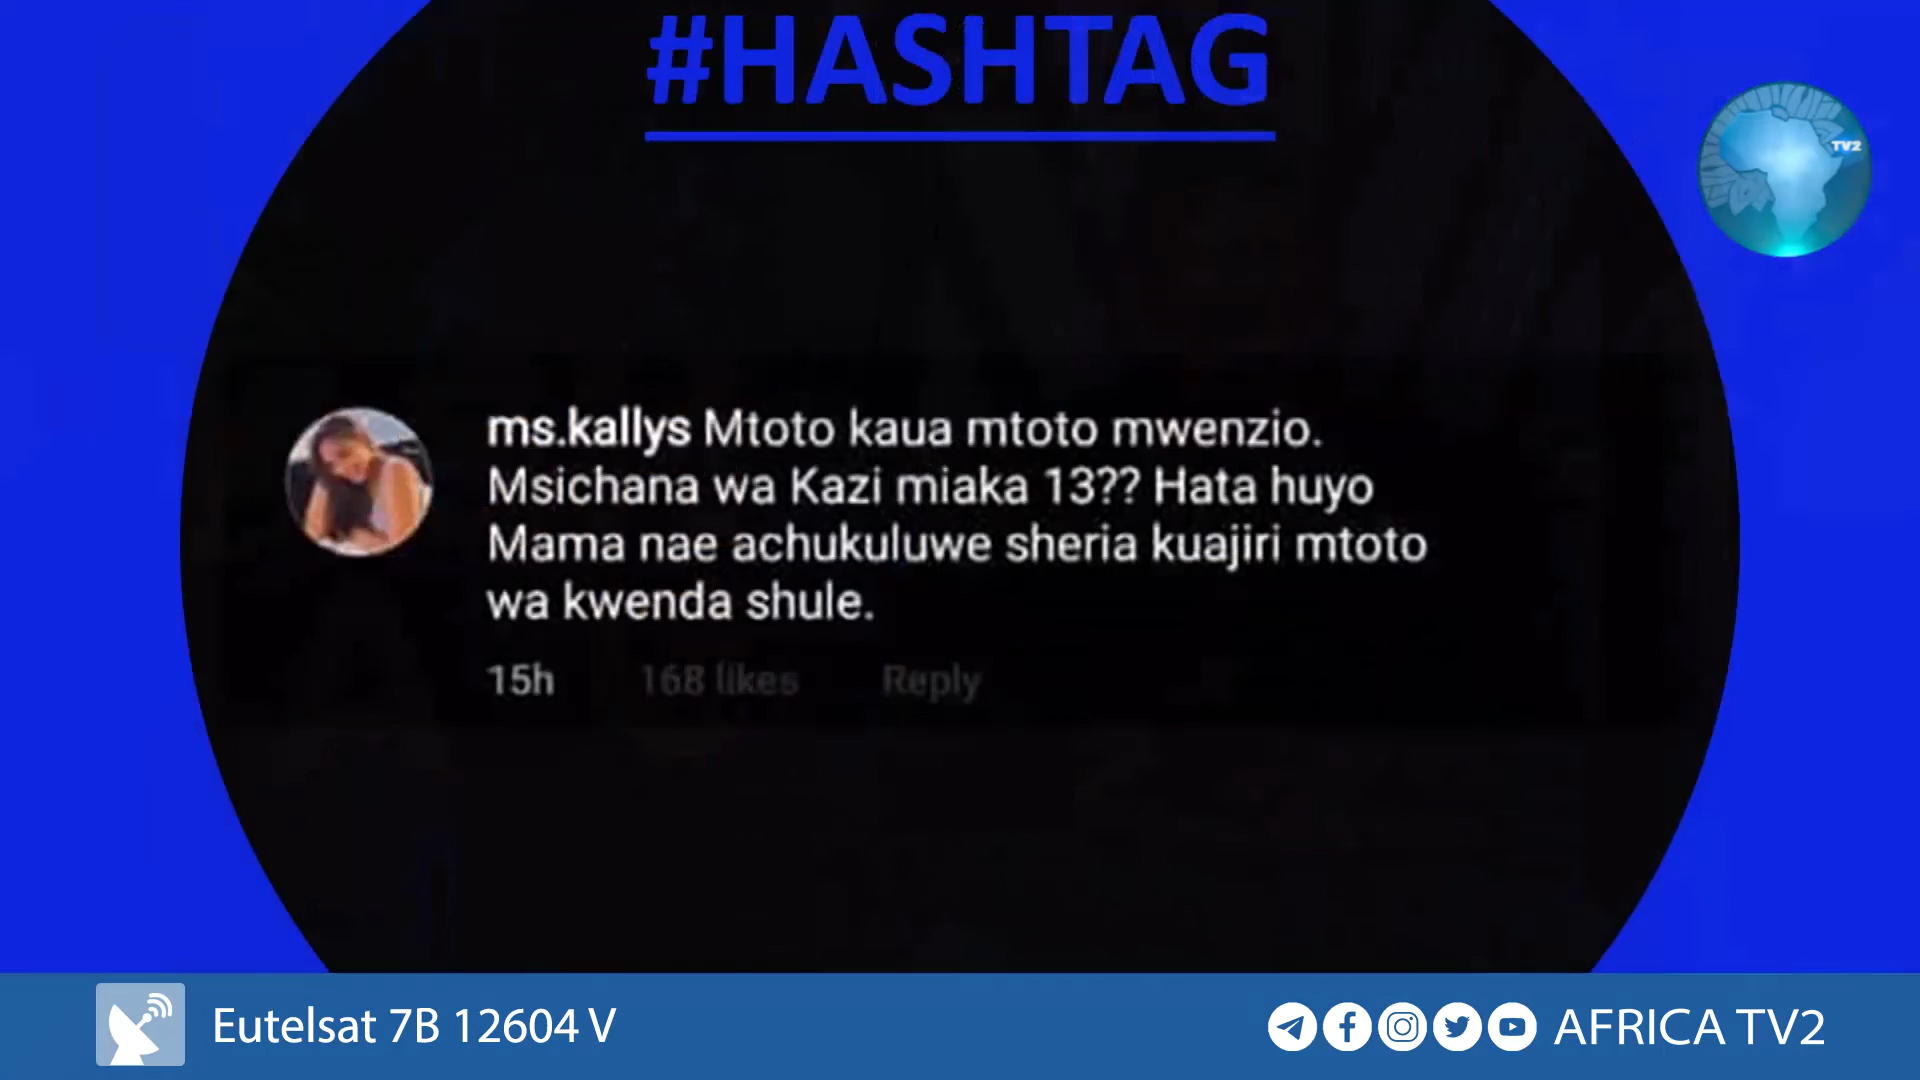 #HASHTAG
TV2
ms.kallys Mtoto kaua mtoto mwenzio.
Msichana wa Kazi miaka 13?? Hata huyo
Mama nae achukuluwe sheria kuajiri mtoto
wa kwenda shule.
15h 168 likes Reply
Eutelsat 7B 12604 V
AFRICA TV2